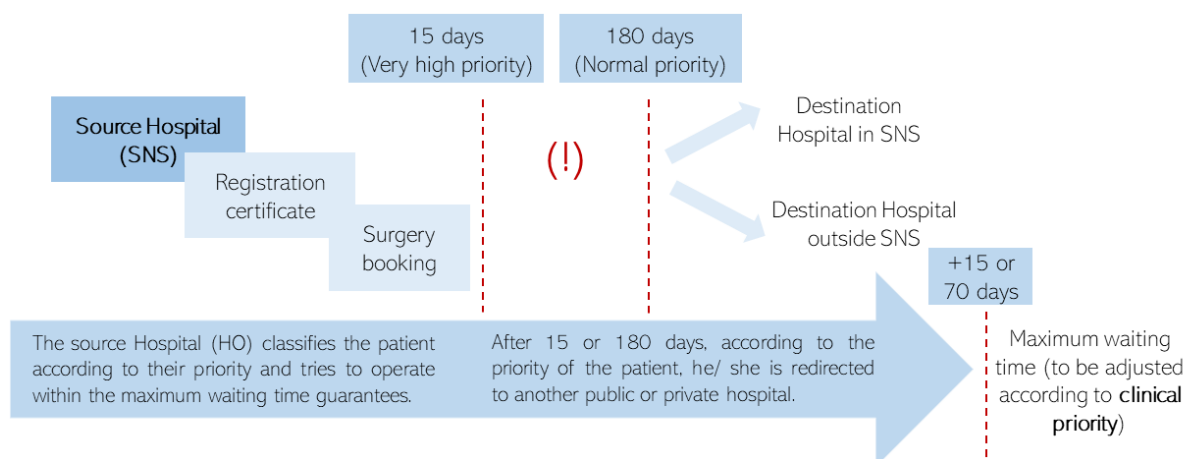 15 days
(Very high priority)
180 days
(Normal priority)
Source Hospital
(SNS)
Registration
certificate
Surgery
booking
(!)
Destination
Hospital in SNS
Destination Hospital
outside SNS
+15 or
70 days
The source Hospital (HO) classifies the patient
according to their priority and tries to operate
within the maximum waiting time guarantees.
After 15 or 180 days, according to the
priority of the patient, he/ she is redirected
to another public or private hospital.
Maximum waiting
time (to be adjusted
according to clinical
priority)